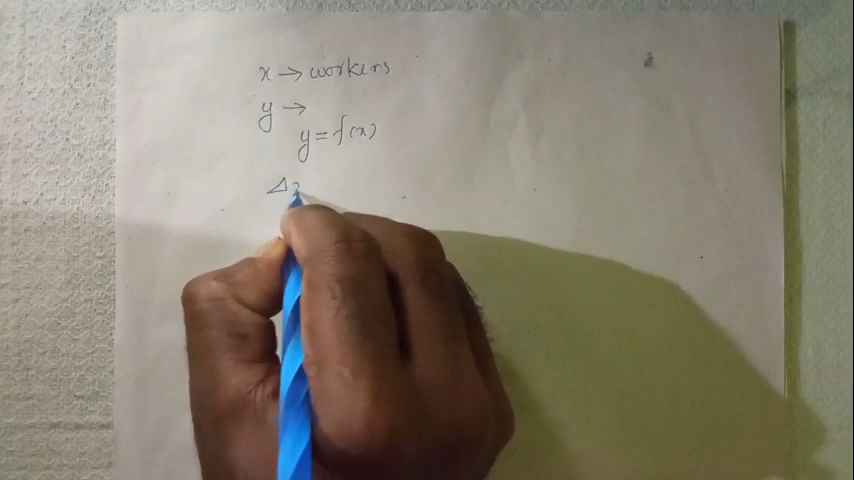 x → workers
y →
y = f(x)
Δ